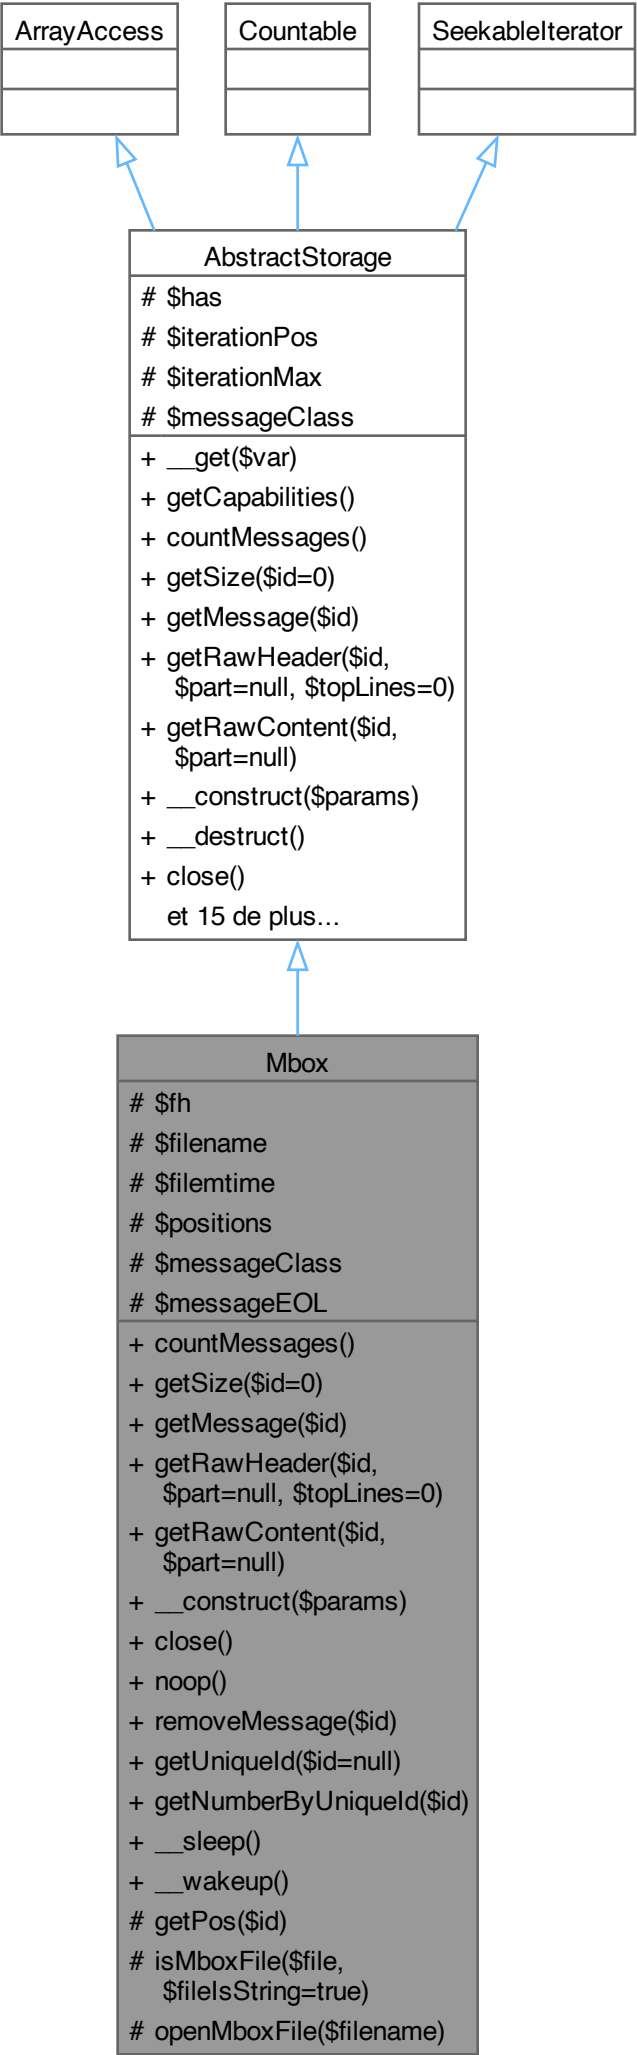 ArrayAccess
Countable
SeekableIterator
AbstractStorage
# $has
# $iterationPos
# $iterationMax
# $messageClass
+ __get($var)
+ getCapabilities()
+ countMessages()
+ getSize($id=0)
+ getMessage($id)
+ getRawHeader($id,
$part=null, $topLines=0)
+ getRawContent($id,
$part=null)
+ __construct($params)
+ __destruct()
+ close()
et 15 de plus...
Mbox
# $fh
# $filename
# $filemtime
# $positions
# $messageClass
# $messageEOL
+ countMessages()
+ getSize($id=0)
+ getMessage($id)
+ getRawHeader($id,
$part=null, $topLines=0)
+ getRawContent($id,
$part=null)
+ __construct($params)
+ close()
+ noop()
+ removeMessage($id)
+ getUniqueId($id=null)
+ getNumberByUniqueId($id)
+ __sleep()
+ __wakeup()
# getPos($id)
# isMboxFile($file,
$fileIsString=true)
# openMboxFile($filename)